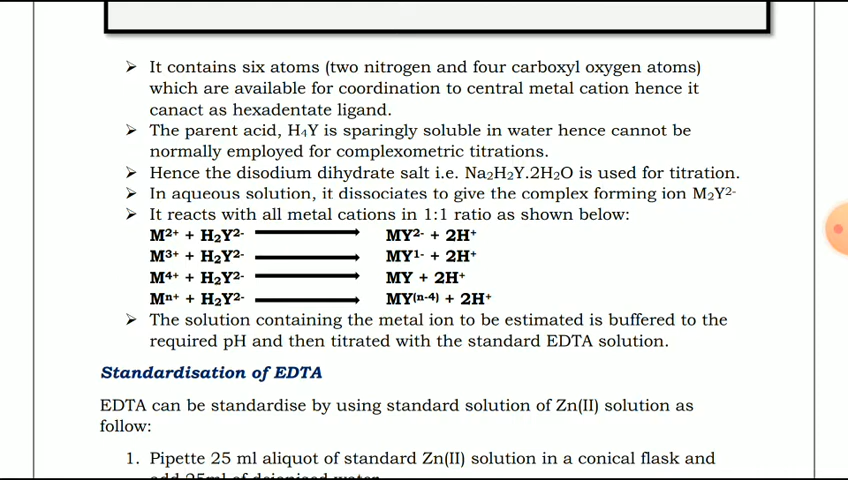 ➢ It contains six atoms (two nitrogen and four carboxyl oxygen atoms)
which are available for coordination to central metal cation hence it
canact as hexadentate ligand.
➢ The parent acid, H₄Y is sparingly soluble in water hence cannot be
normally employed for complexometric titrations.
➢ Hence the disodium dihydrate salt i.e. Na₂H₂Y.2H₂O is used for titration.
➢ In aqueous solution, it dissociates to give the complex forming ion M₂Y²⁻
➢ It reacts with all metal cations in 1:1 ratio as shown below:
M²⁺ + H₂Y²⁻ ⟶ MY²⁻ + 2H⁺
M³⁺ + H₂Y²⁻ ⟶ MY¹⁻ + 2H⁺
M⁴⁺ + H₂Y²⁻ ⟶ MY + 2H⁺
Mⁿ⁺ + H₂Y²⁻ ⟶ MY⁽ⁿ⁻⁴⁾ + 2H⁺
➢ The solution containing the metal ion to be estimated is buffered to the
required pH and then titrated with the standard EDTA solution.
Standardisation of EDTA
EDTA can be standardise by using standard solution of Zn(II) solution as
follow:
1. Pipette 25 ml aliquot of standard Zn(II) solution in a conical flask and
add 25ml of deionised water